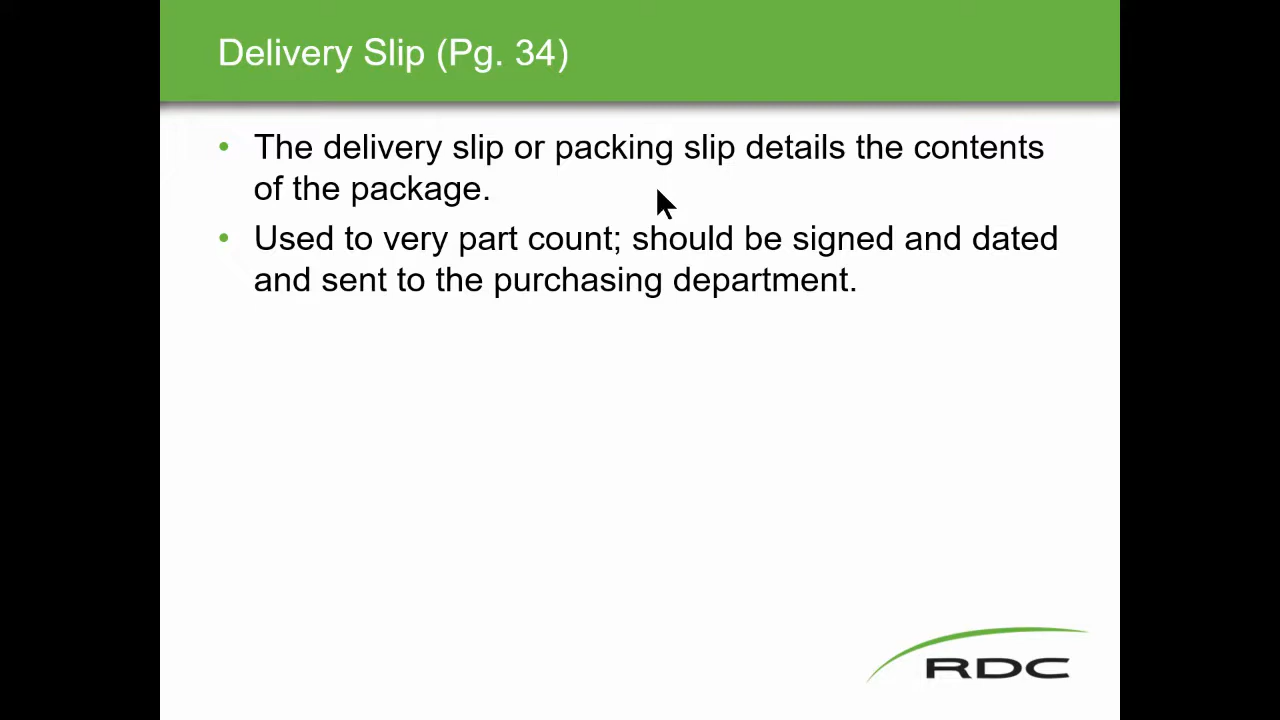 Delivery Slip (Pg. 34)
• The delivery slip or packing slip details the contents
of the package.
• Used to very part count; should be signed and dated
and sent to the purchasing department.
RDC